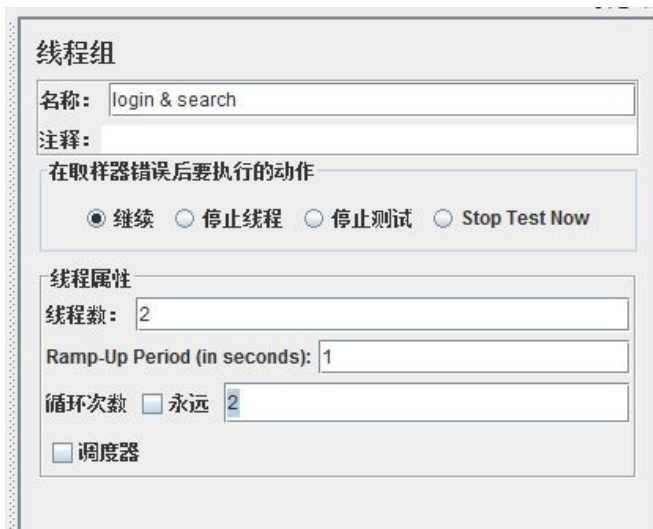 线程组
名称： login & search
注释：
在取样器错误后要执行的动作
继续 停止线程 停止测试 Stop Test Now
线程属性
线程数： 2
Ramp-Up Period (in seconds): 1
循环次数 永远 2
调度器